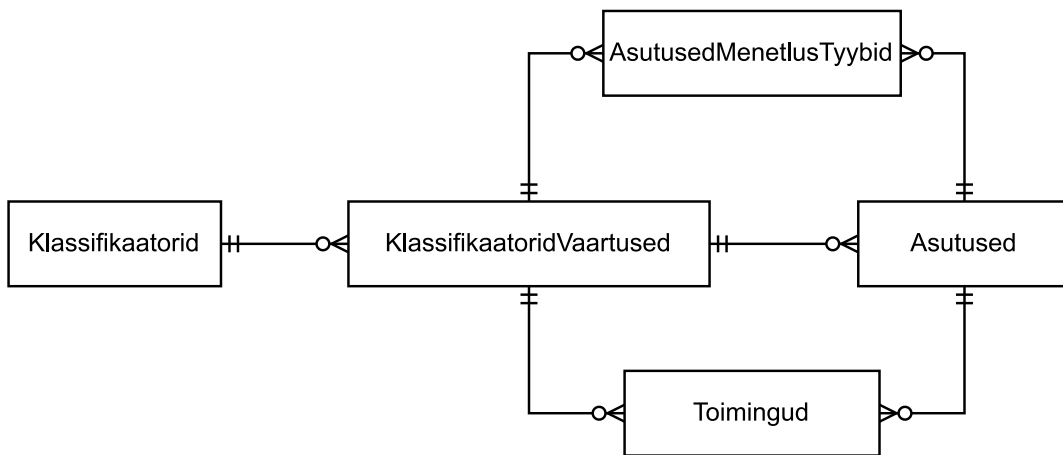 AsutusedMenetlusTyybid
Klassifikaatorid
KlassifikaatoridVaartused
Asutused
Toimingud